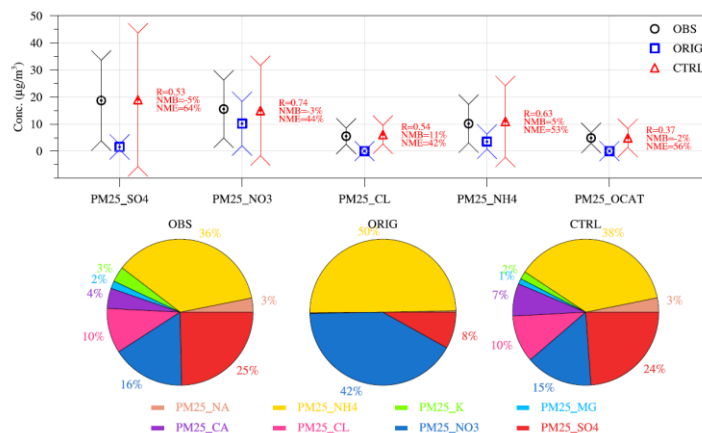 50
40
30
20
10
0
Conc. (μg/m³)
OBS
ORIG
CTRL
R=0.53
NMB=-5%
NME=64%
R=0.74
NMB=-3%
NME=44%
R=0.54
NMB=11%
NME=42%
R=0.63
NMB=5%
NME=53%
R=0.37
NMB=-2%
NME=56%
PM25_SO4 PM25_NO3 PM25_CL PM25_NH4 PM25_OCAT
OBS
36%
3%
2%
4%
10%
16%
25%
3%
ORIG
50%
8%
42%
CTRL
38%
2%
1%
7%
10%
15%
24%
3%
PM25_NA PM25_NH4 PM25_K PM25_MG
PM25_CA PM25_CL PM25_NO3 PM25_SO4